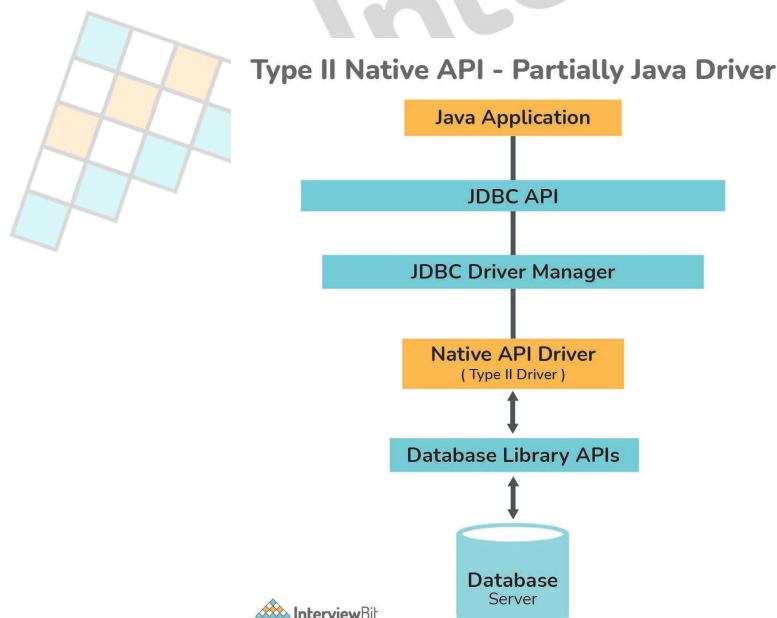 Type II Native API - Partially Java Driver
Java Application
JDBC API
JDBC Driver Manager
Native API Driver
( Type II Driver )
Database Library APIs
Database
Server
InterviewBit